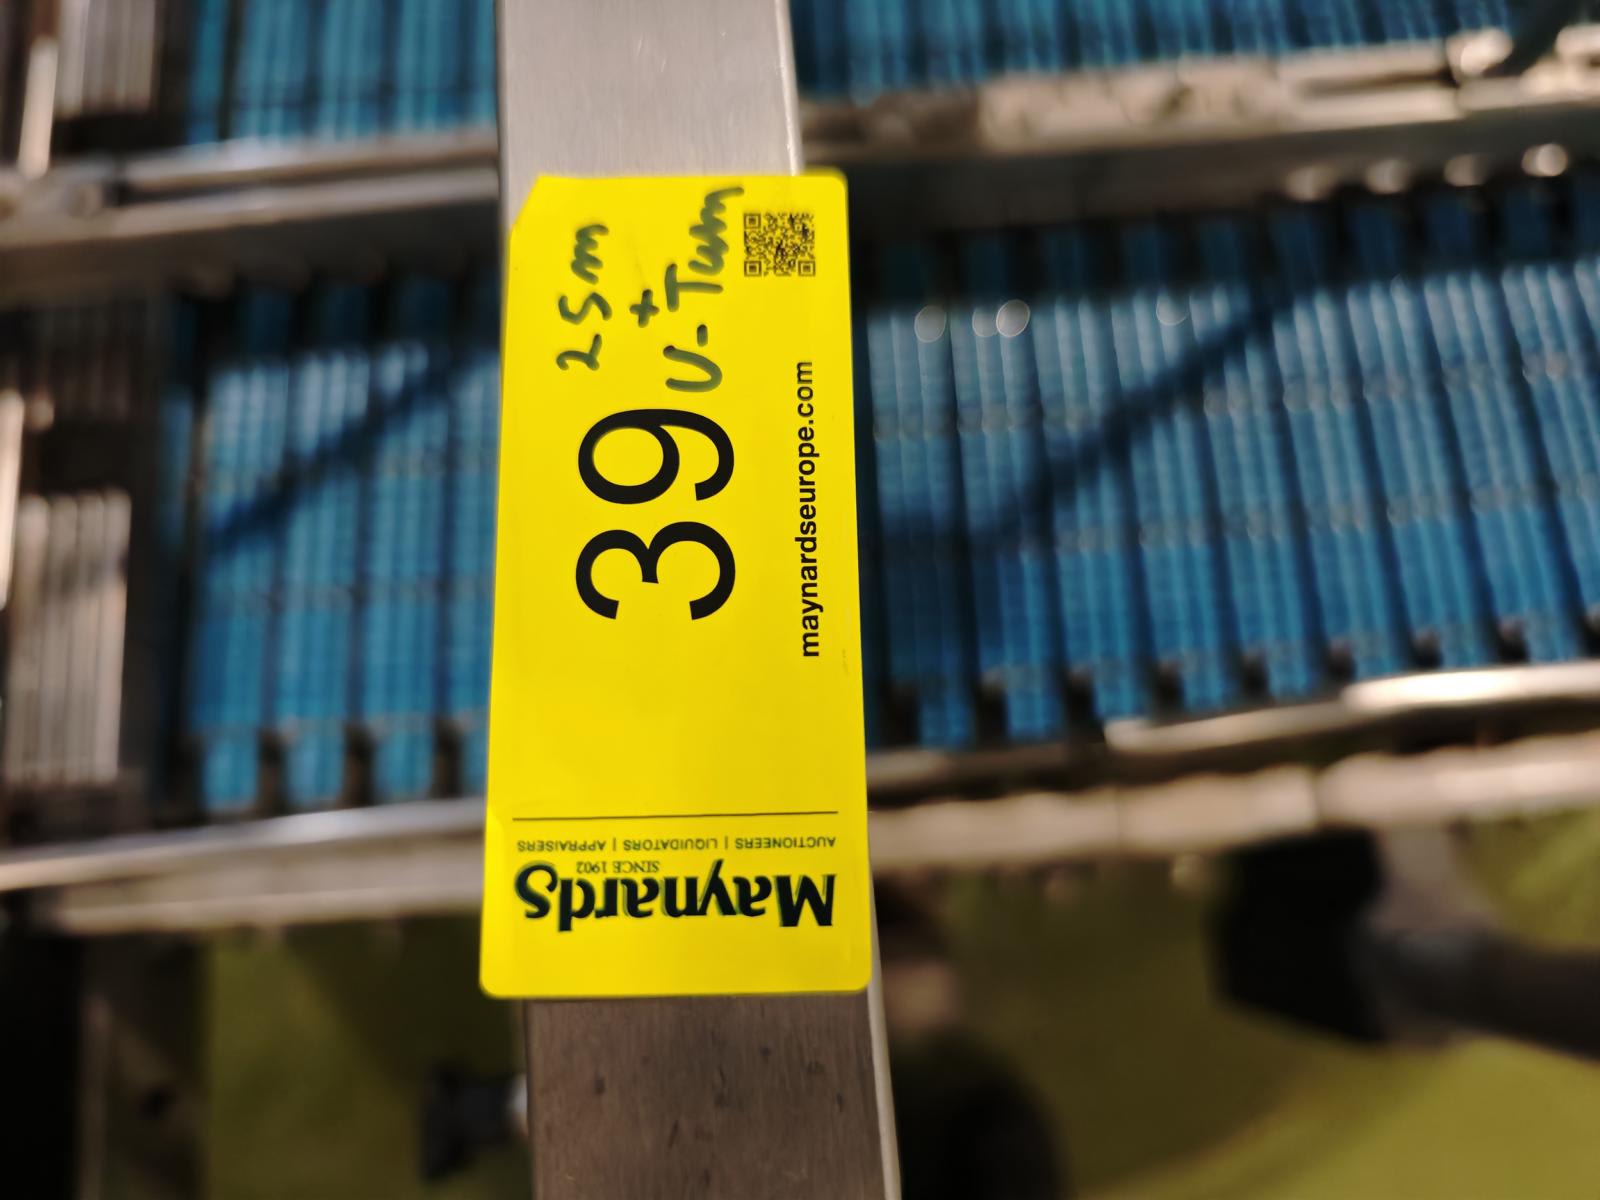 25m
+
U-Turn
39
maynardseurope.com
Maynards
SINCE 1902
AUCTIONEERS | LIQUIDATORS | APPRAISERS